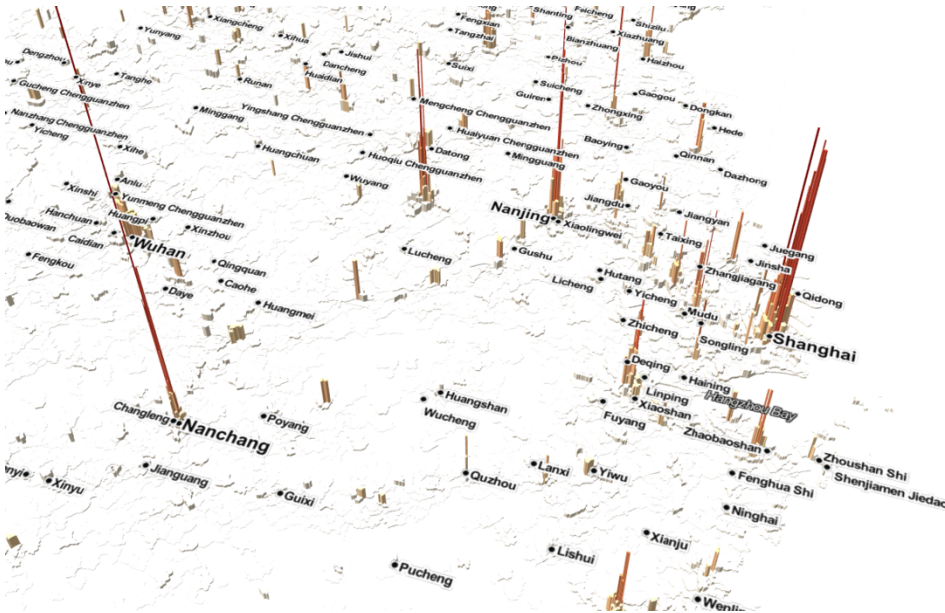 Xiangcheng
Fengxian
Shanting
Feicheng
Shizilu
Yunyang
Xihua
Tangzhai
Bianzhuang
Xiazhuang
Dengzhou
Jishui
Dancheng
Pizhou
Haizhou
Xinye
Tanghe
Runan
Huaidian
Suixi
Suicheng
Gucheng Chengguanzhen
Guiren
Gaogou
Mengcheng Chengguanzhen
Zhongxing
Dongkan
Nanzhang Chengguanzhen
Minggang
Yingshang Chengguanzhen
Hede
Yicheng
Huaiyuan Chengguanzhen
Baoying
Xihe
Huangchuan
Huoqiu Chengguanzhen
Datong
Mingguang
Qinnan
Dazhong
Xinshi
Anlu
Wuyang
Gaoyou
Yunmeng Chengguanzhen
Jiangdu
Duobaowan
Hanchuan
Huangpi
Xinzhou
Nanjing
Xiaolingwei
Jiangyan
Caidian
Wuhan
Taixing
Juegang
Fengkou
Qingquan
Lucheng
Gushu
Jinsha
Hutang
Zhangjiagang
Daye
Caohe
Licheng
Yicheng
Qidong
Huangmei
Zhicheng
Mudu
Songling
Shanghai
Deqing
Haining
Linping
Hangzhou Bay
Changleng
Nanchang
Poyang
Huangshan
Wucheng
Xiaoshan
Fuyang
Zhaobaoshan
Xinyu
Jianguang
Guixi
Quzhou
Lanxi
Yiwu
Zhoushan Shi
Fenghua Shi
Shenjiamen Jiedao
Ninghai
Xianju
Lishui
Pucheng